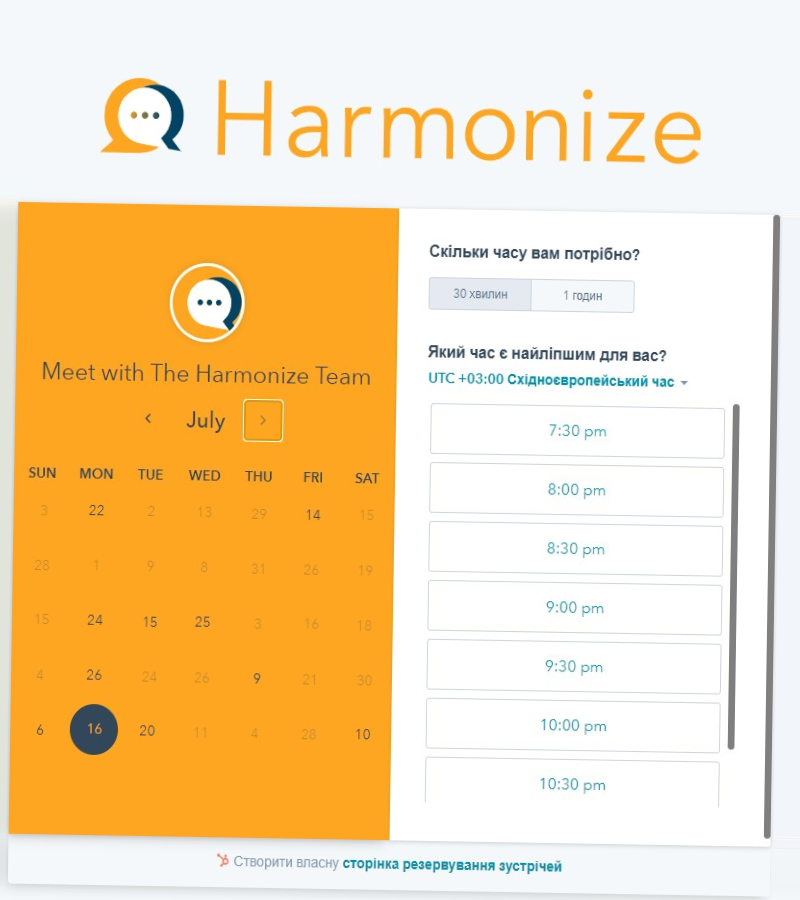 Harmonize
Meet with The Harmonize Team
July
SUN MON TUE WED THU FRI SAT
3 22 2 13 29 14 15
28 1 9 8 31 26 19
15 24 15 25 3 16 18
4 26 24 26 9 21 30
6 16 20 11 4 28 10
Скільки часу вам потрібно?
30 хвилин 1 годин
Який час є найліпшим для вас?
UTC +03:00 Східноєвропейський час
7:30 pm
8:00 pm
8:30 pm
9:00 pm
9:30 pm
10:00 pm
10:30 pm
Створити власну сторінка резервування зустрічей